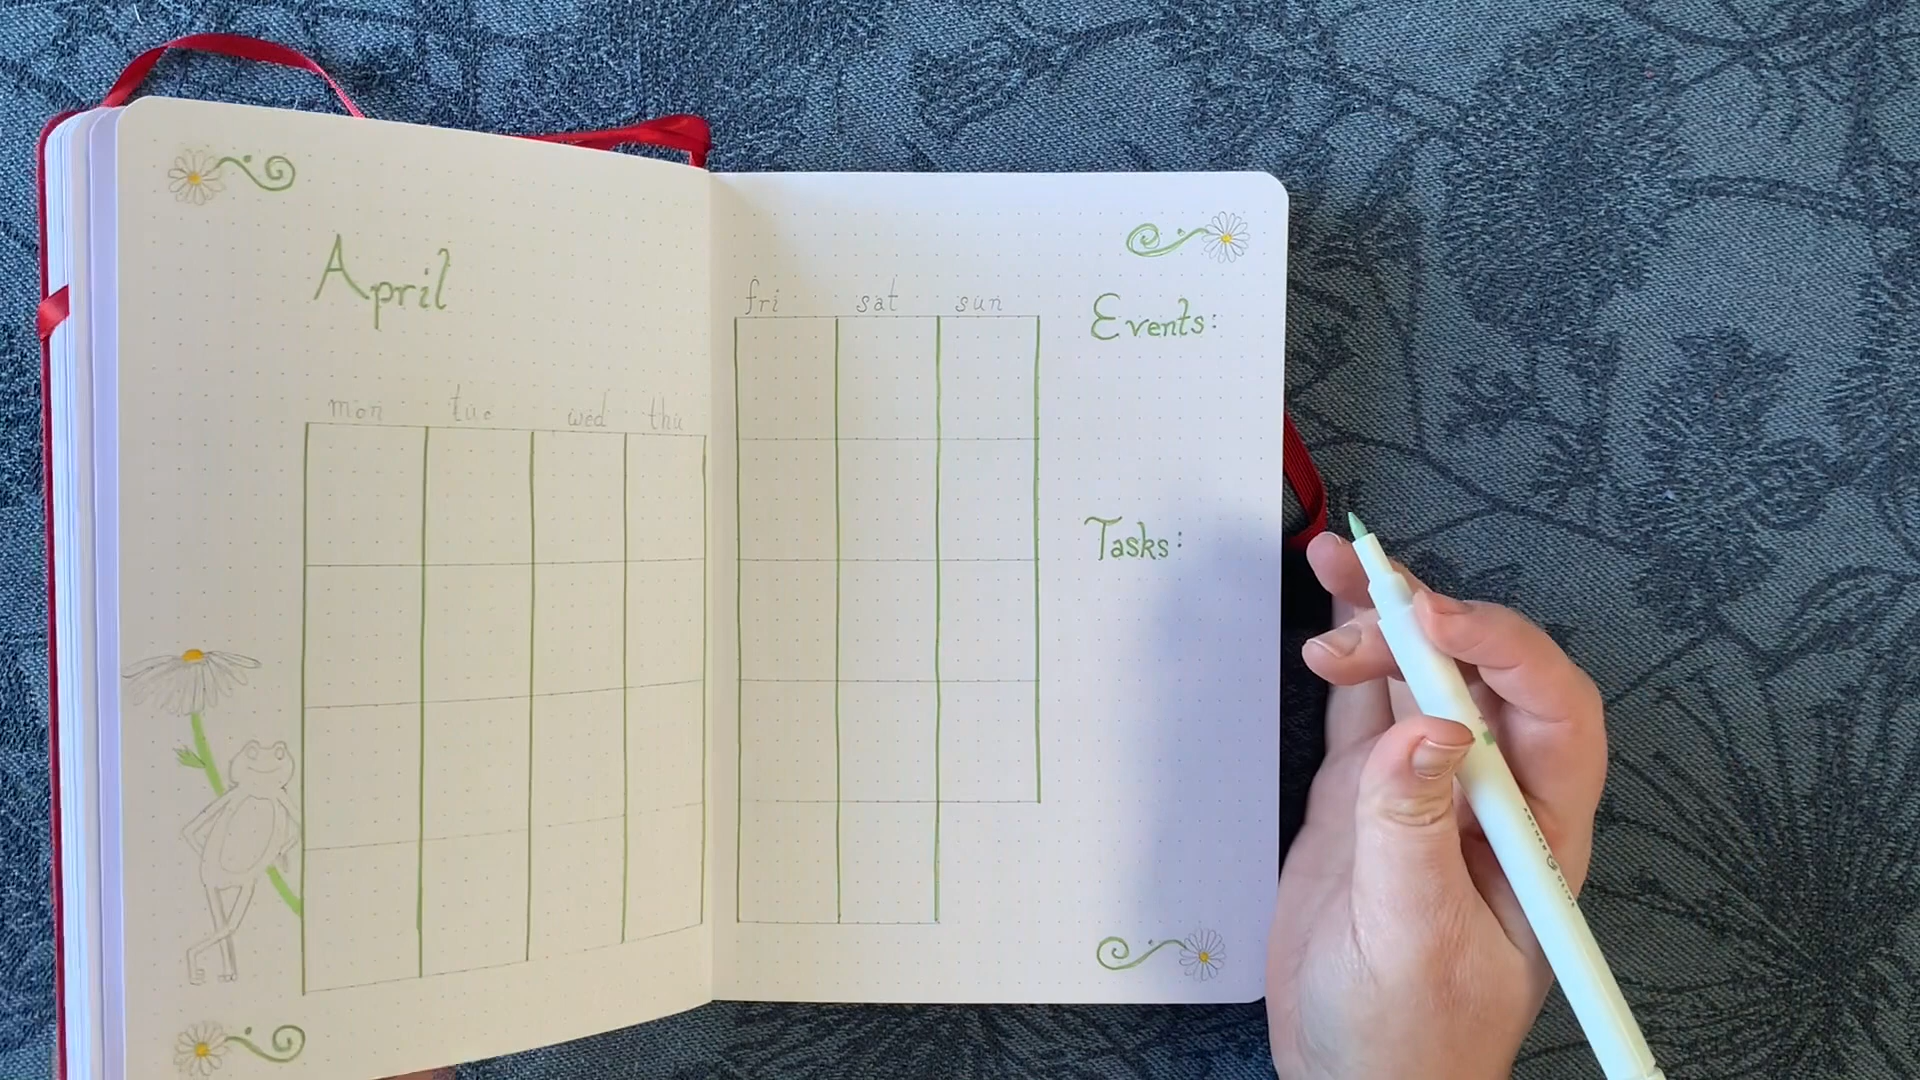 April
mon tue wed thu
fri sat sun
Events:
Tasks: